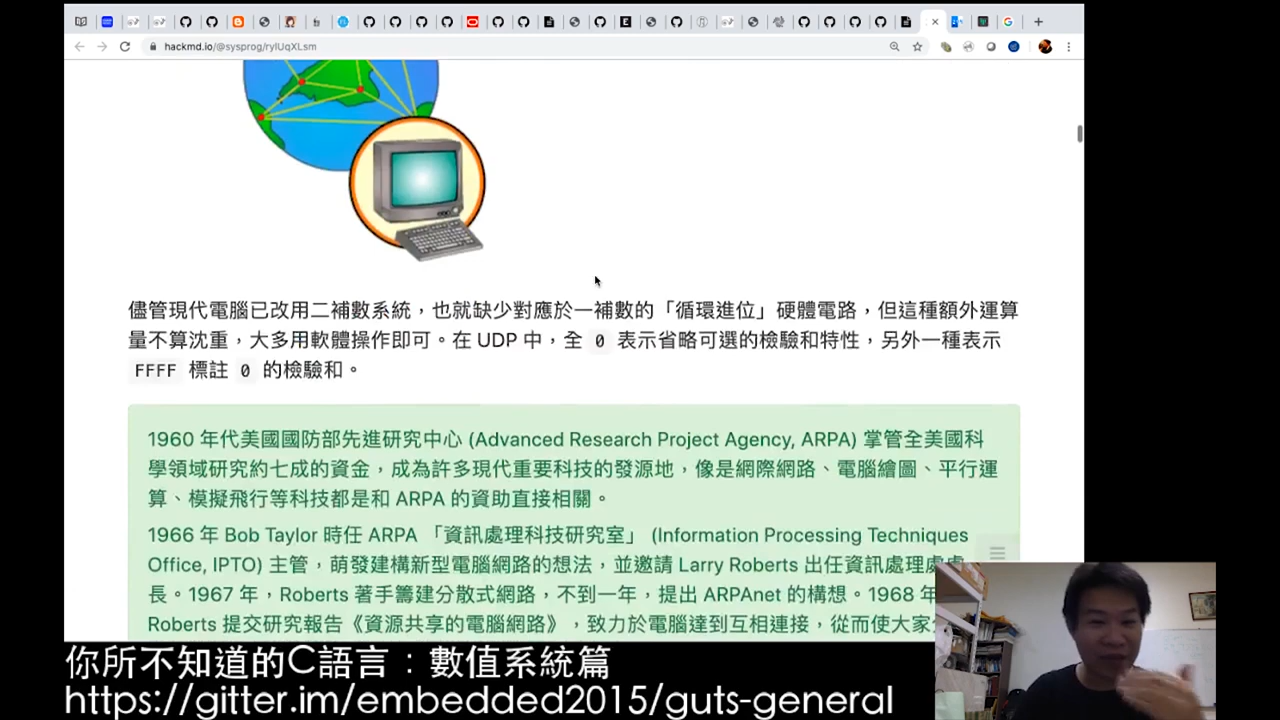 hackmd.io/@sysprog/rylUqXLsm
儘管現代電腦已改用二補數系統，也就缺少對應於一補數的「循環進位」硬體電路，但這種額外運算
量不算沈重，大多用軟體操作即可。在 UDP 中，全 0 表示省略可選的檢驗和特性，另外一種表示
FFFF 標註 0 的檢驗和。
1960 年代美國國防部先進研究中心 (Advanced Research Project Agency, ARPA) 掌管全美國科
學領域研究約七成的資金，成為許多現代重要科技的發源地，像是網際網路、電腦繪圖、平行運
算、模擬飛行等科技都是和 ARPA 的資助直接相關。
1966 年 Bob Taylor 時任 ARPA 「資訊處理科技研究室」 (Information Processing Techniques
Office, IPTO) 主管，萌發建構新型電腦網路的想法，並邀請 Larry Roberts 出任資訊處理處處
長。1967 年，Roberts 著手籌建分散式網路，不到一年，提出 ARPAnet 的構想。1968 年
Roberts 提交研究報告《資源共享的電腦網路》，致力於電腦達到互相連接，從而使大家
你所不知道的C語言：數值系統篇
https://gitter.im/embedded2015/guts-general